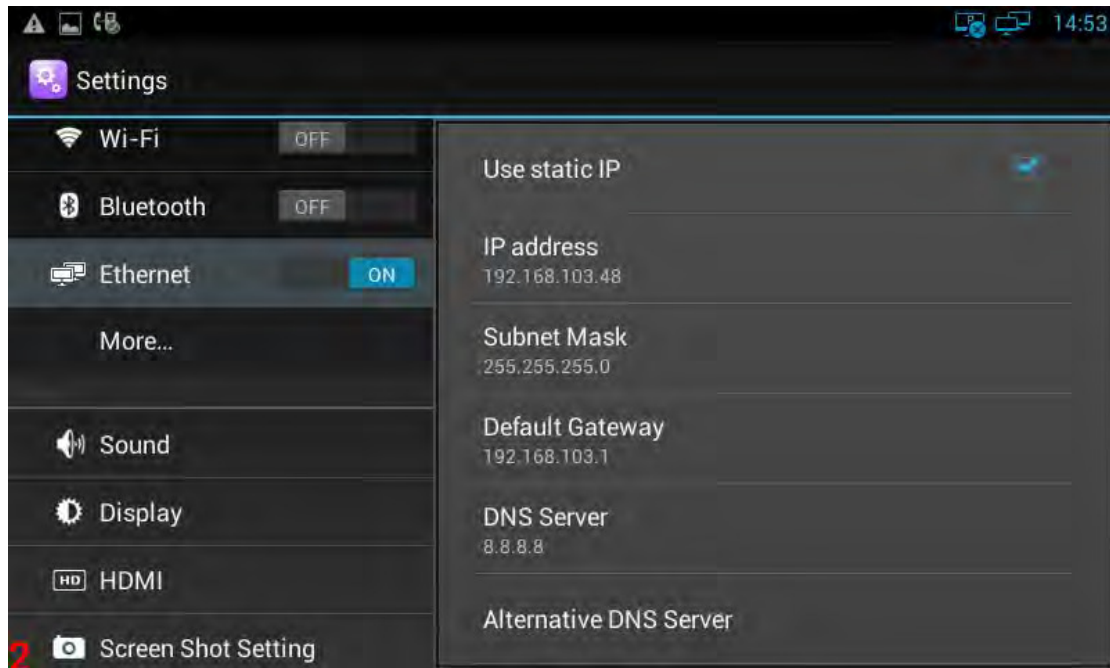 14:53
Settings
Wi-Fi OFF
Bluetooth OFF
Ethernet ON
More...
Sound
Display
HD HDMI
2 Screen Shot Setting
Use static IP
IP address
192.168.103.48
Subnet Mask
255.255.255.0
Default Gateway
192.168.103.1
DNS Server
8.8.8.8
Alternative DNS Server